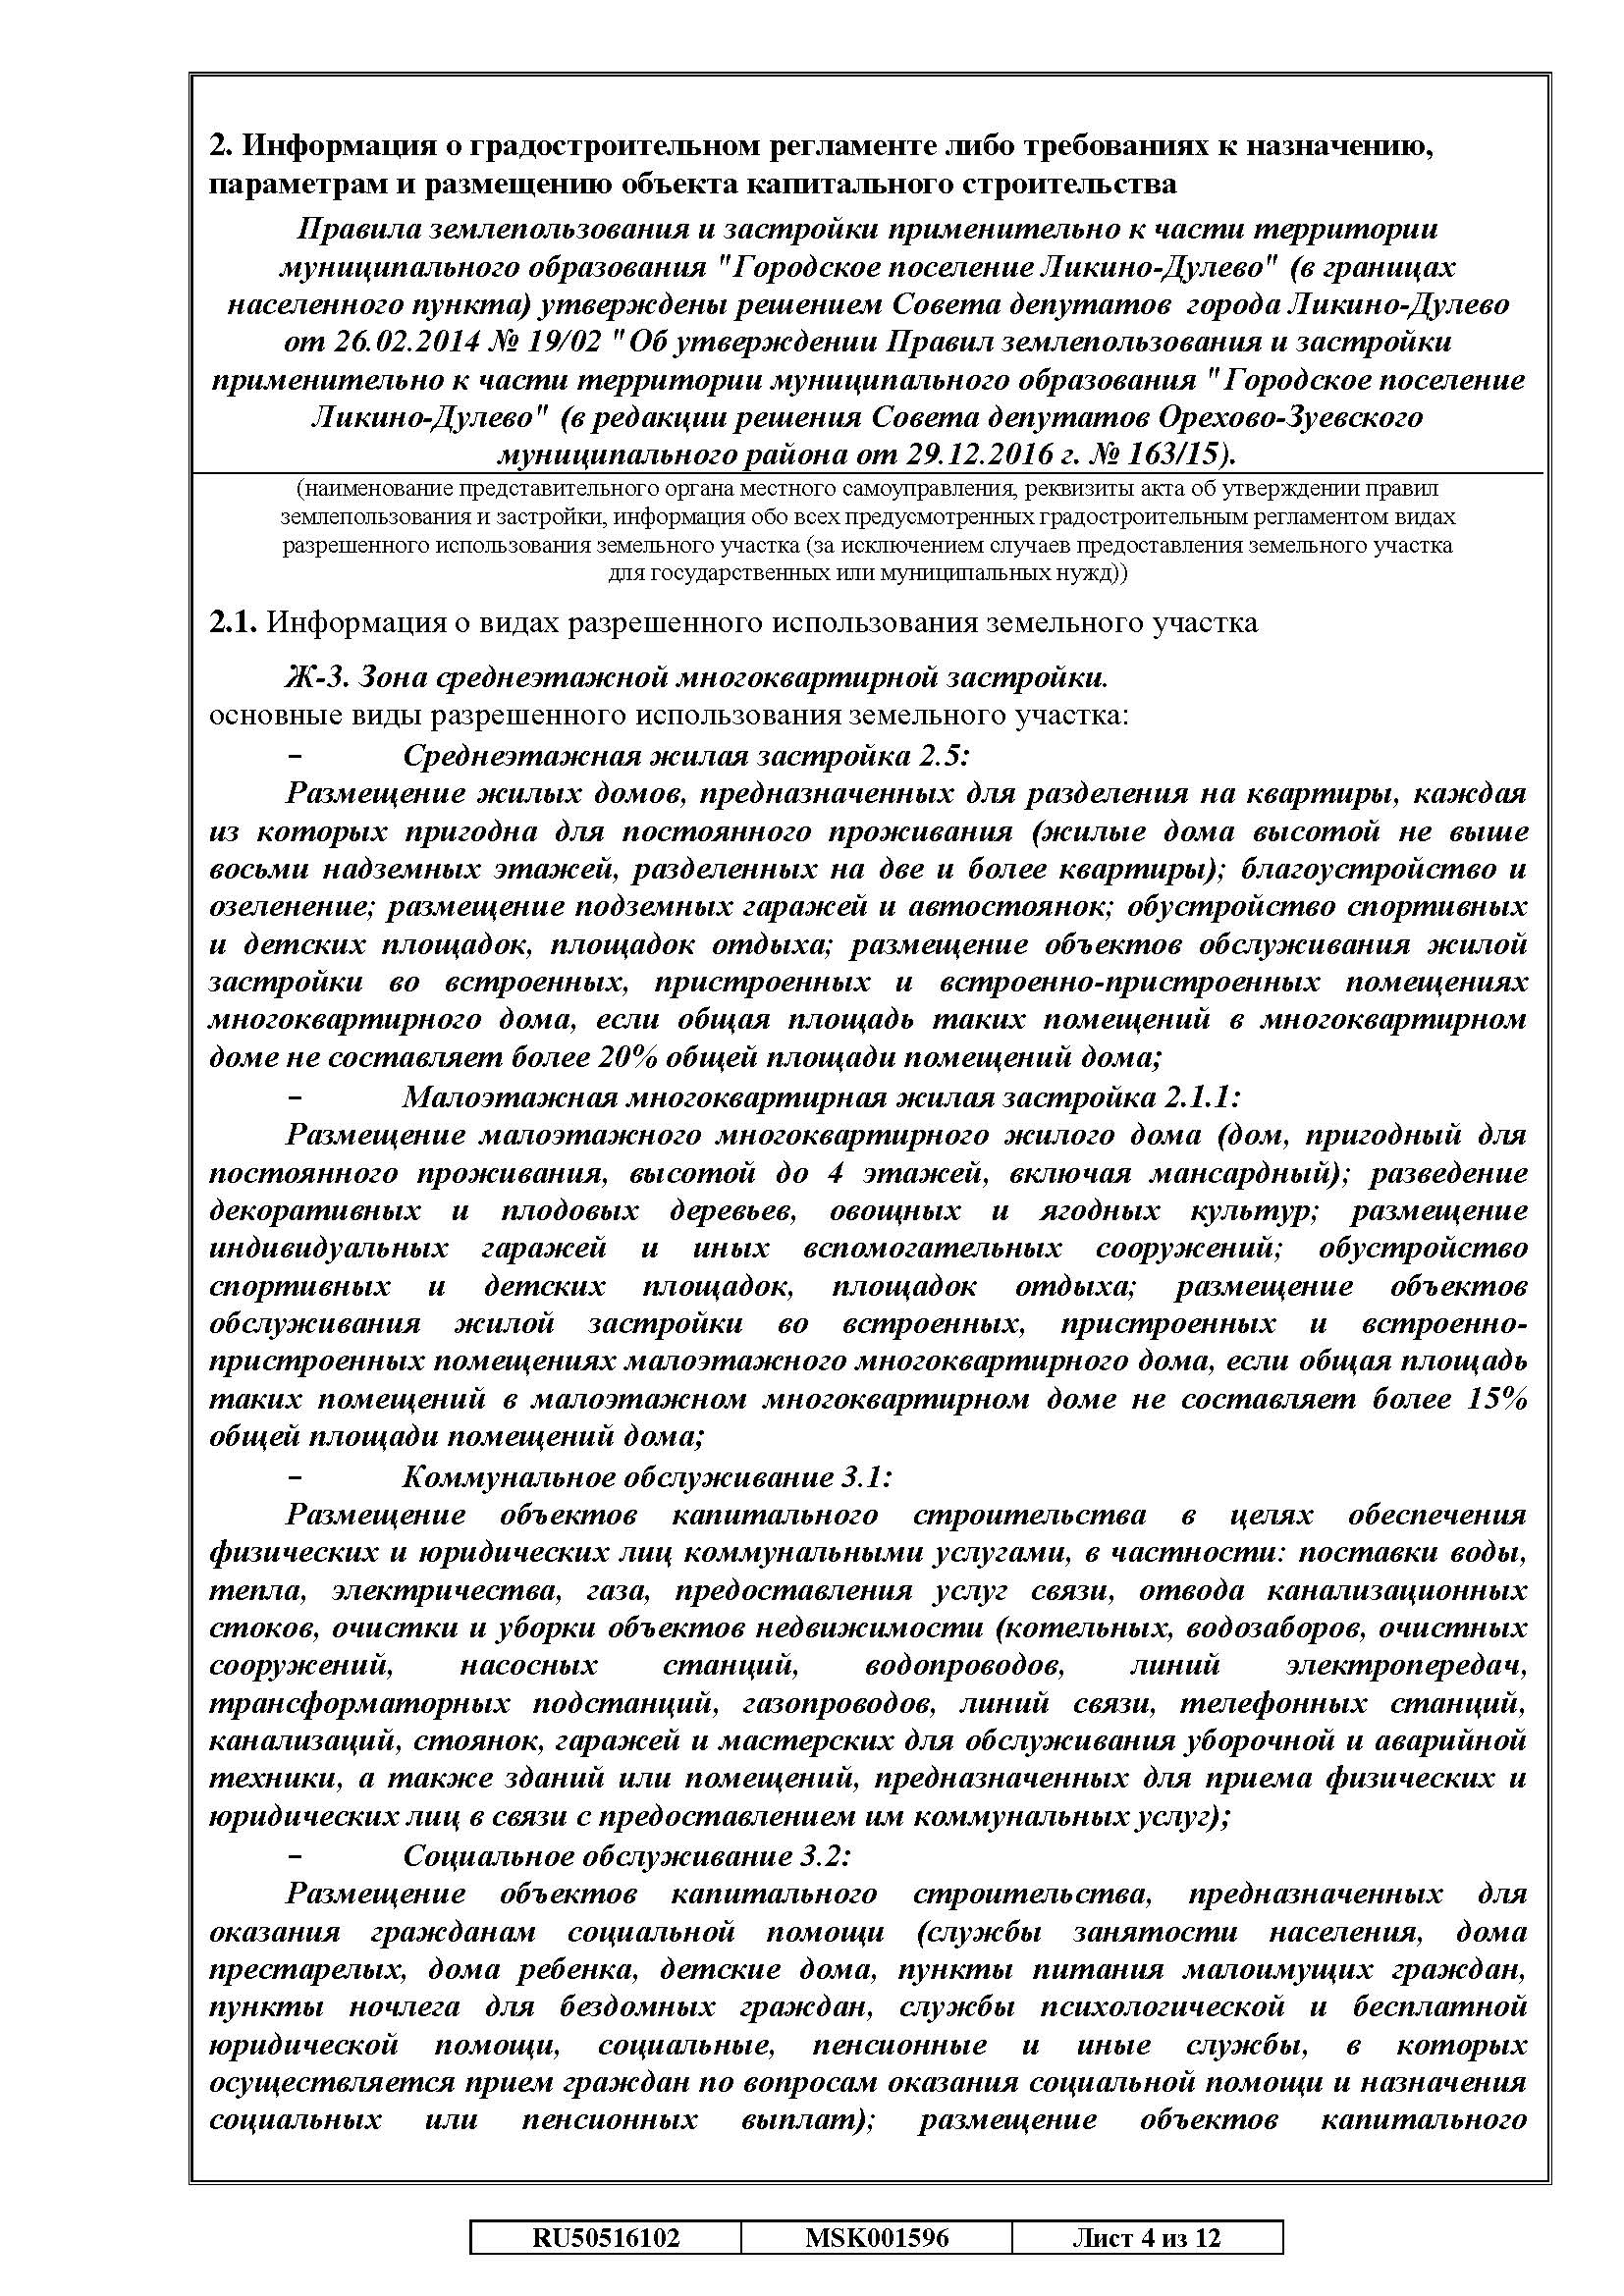 2. Информация о градостроительном регламенте либо требованиях к назначению,
параметрам и размещению объекта капитального строительства
Правила землепользования и застройки применительно к части территории
муниципального образования "Городское поселение Ликино-Дулево" (в границах
населенного пункта) утверждены решением Совета депутатов города Ликино-Дулево
от 26.02.2014 № 19/02 "Об утверждении Правил землепользования и застройки
применительно к части территории муниципального образования "Городское поселение
Ликино-Дулево" (в редакции решения Совета депутатов Орехово-Зуевского
муниципального района от 29.12.2016 г. № 163/15).
(наименование представительного органа местного самоуправления, реквизиты акта об утверждении правил
землепользования и застройки, информация обо всех предусмотренных градостроительным регламентом видах
разрешенного использования земельного участка (за исключением случаев предоставления земельного участка
для государственных или муниципальных нужд))
2.1. Информация о видах разрешенного использования земельного участка
Ж-3. Зона среднеэтажной многоквартирной застройки.
основные виды разрешенного использования земельного участка:
– Среднеэтажная жилая застройка 2.5:
Размещение жилых домов, предназначенных для разделения на квартиры, каждая
из которых пригодна для постоянного проживания (жилые дома высотой не выше
восьми надземных этажей, разделенных на две и более квартиры); благоустройство и
озеленение; размещение подземных гаражей и автостоянок; обустройство спортивных
и детских площадок, площадок отдыха; размещение объектов обслуживания жилой
застройки во встроенных, пристроенных и встроенно-пристроенных помещениях
многоквартирного дома, если общая площадь таких помещений в многоквартирном
доме не составляет более 20% общей площади помещений дома;
– Малоэтажная многоквартирная жилая застройка 2.1.1:
Размещение малоэтажного многоквартирного жилого дома (дом, пригодный для
постоянного проживания, высотой до 4 этажей, включая мансардный); разведение
декоративных и плодовых деревьев, овощных и ягодных культур; размещение
индивидуальных гаражей и иных вспомогательных сооружений; обустройство
спортивных и детских площадок, площадок отдыха; размещение объектов
обслуживания жилой застройки во встроенных, пристроенных и встроенно-
пристроенных помещениях малоэтажного многоквартирного дома, если общая площадь
таких помещений в малоэтажном многоквартирном доме не составляет более 15%
общей площади помещений дома;
– Коммунальное обслуживание 3.1:
Размещение объектов капитального строительства в целях обеспечения
физических и юридических лиц коммунальными услугами, в частности: поставки воды,
тепла, электричества, газа, предоставления услуг связи, отвода канализационных
стоков, очистки и уборки объектов недвижимости (котельных, водозаборов, очистных
сооружений, насосных станций, водопроводов, линий электропередач,
трансформаторных подстанций, газопроводов, линий связи, телефонных станций,
канализаций, стоянок, гаражей и мастерских для обслуживания уборочной и аварийной
техники, а также зданий или помещений, предназначенных для приема физических и
юридических лиц в связи с предоставлением им коммунальных услуг);
– Социальное обслуживание 3.2:
Размещение объектов капитального строительства, предназначенных для
оказания гражданам социальной помощи (службы занятости населения, дома
престарелых, дома ребенка, детские дома, пункты питания малоимущих граждан,
пункты ночлега для бездомных граждан, службы психологической и бесплатной
юридической помощи, социальные, пенсионные и иные службы, в которых
осуществляется прием граждан по вопросам оказания социальной помощи и назначения
социальных или пенсионных выплат); размещение объектов капитального
RU50516102 MSK001596 Лист 4 из 12